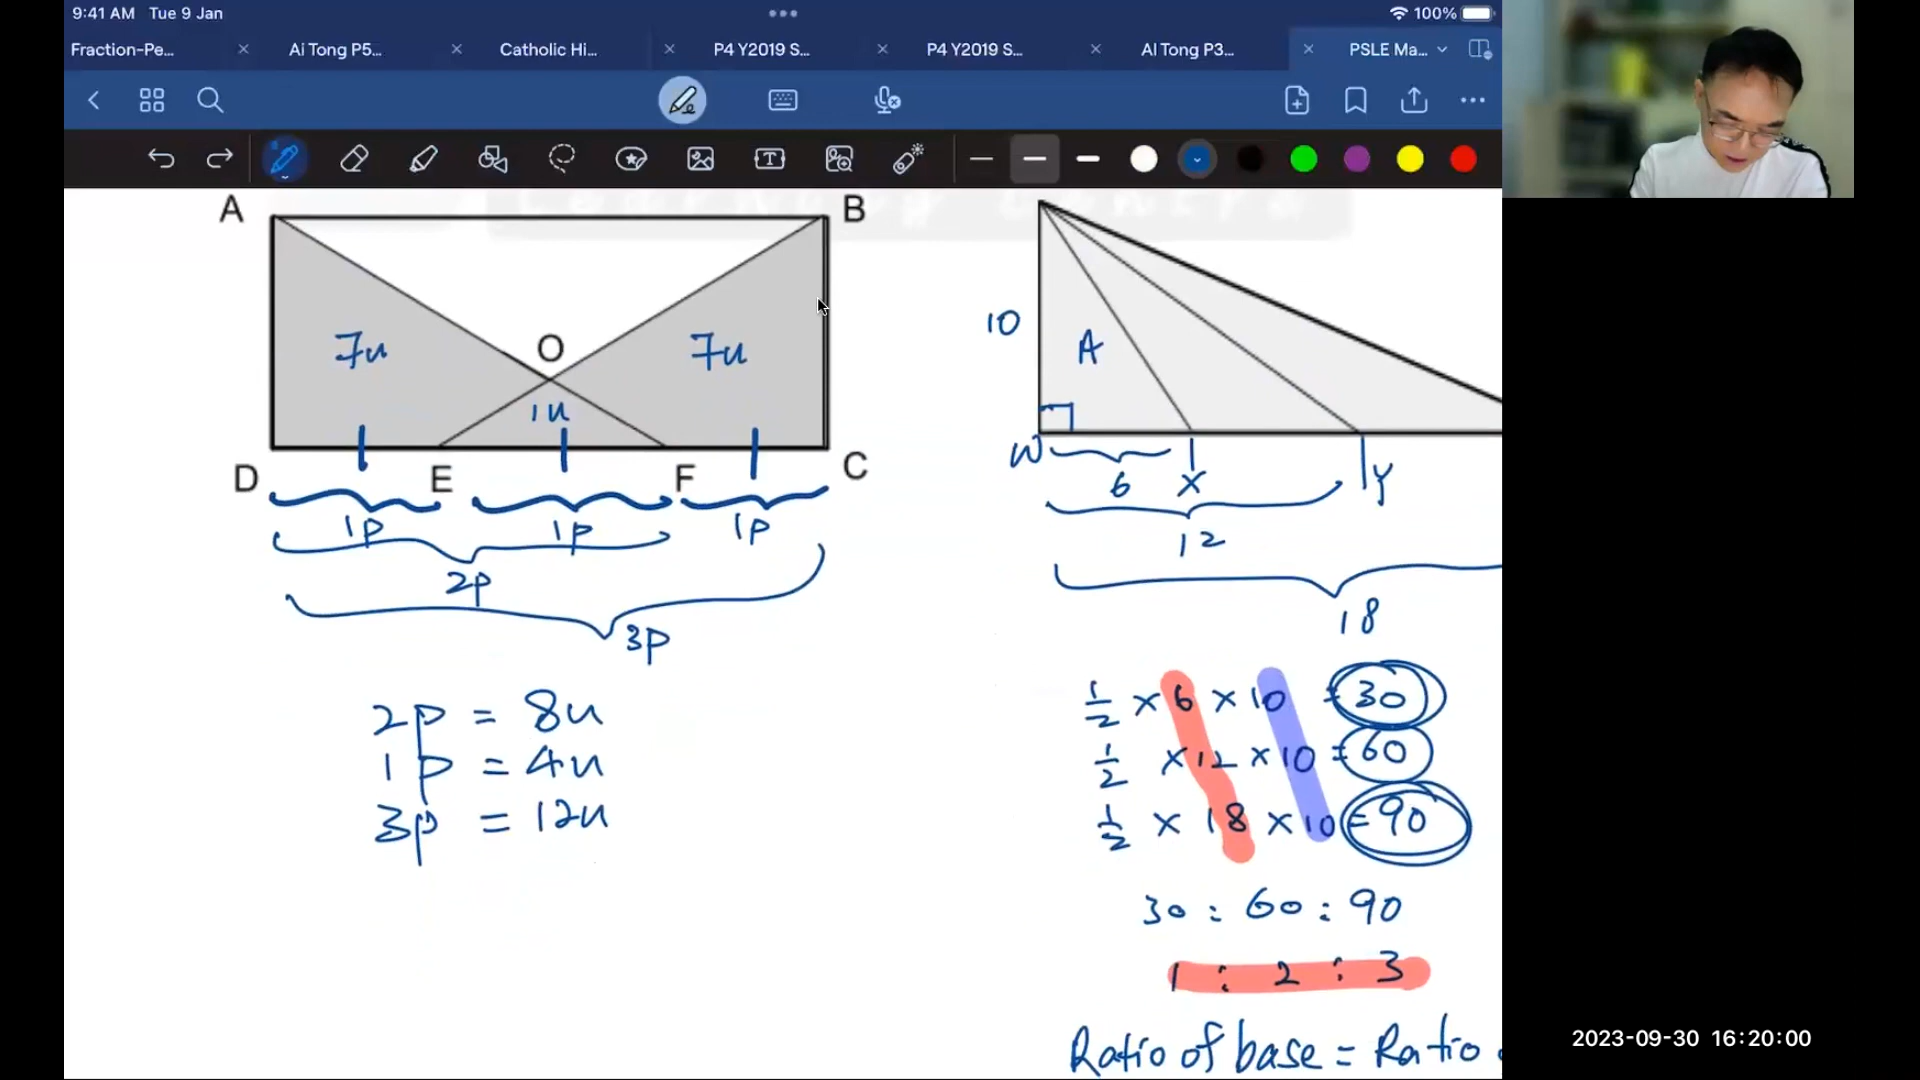 9:41 AM Tue 9 Jan
100%
Fraction-Pe...
Ai Tong P5...
Catholic Hi...
P4 Y2019 S...
P4 Y2019 S...
AI Tong P3...
PSLE Ma...
A
B
O
7u
7u
1u
D
E
F
C
1p
1p
1p
2p
3p
2p = 8u
1p = 4u
3p = 12u
10
A
W
X
Y
6
12
18
1/2 × 6 × 10 = 30
1/2 × 12 × 10 = 60
1/2 × 18 × 10 = 90
30 : 60 : 90
1 : 2 : 3
Ratio of base = Ratio
2023-09-30 16:20:00